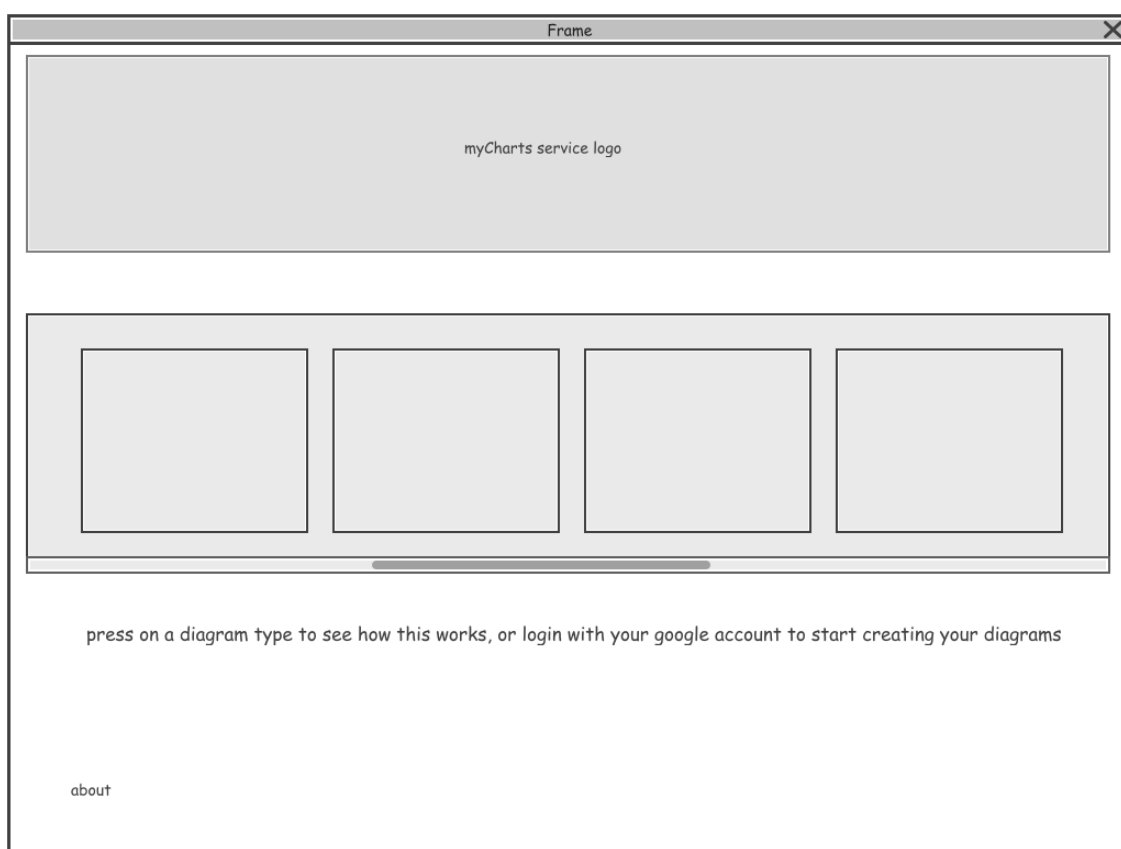 Frame
myCharts service logo
press on a diagram type to see how this works, or login with your google account to start creating your diagrams
about